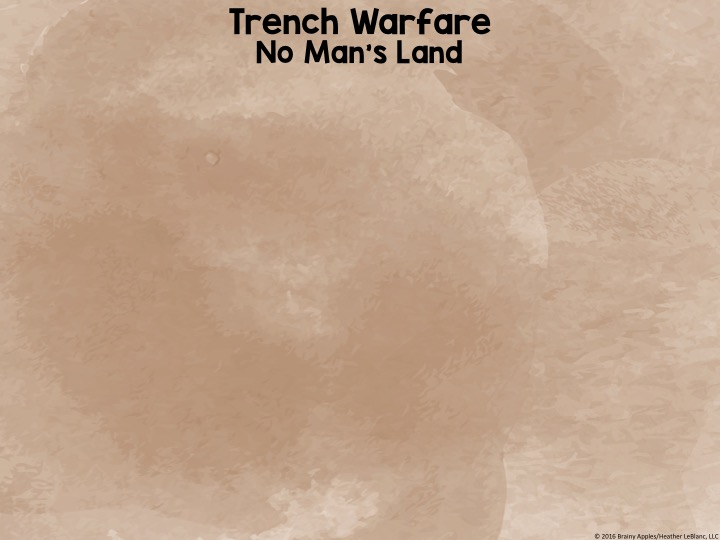 Trench Warfare
No Man's Land
© 2016 Brainy Apples/Heather LeBlanc, LLC